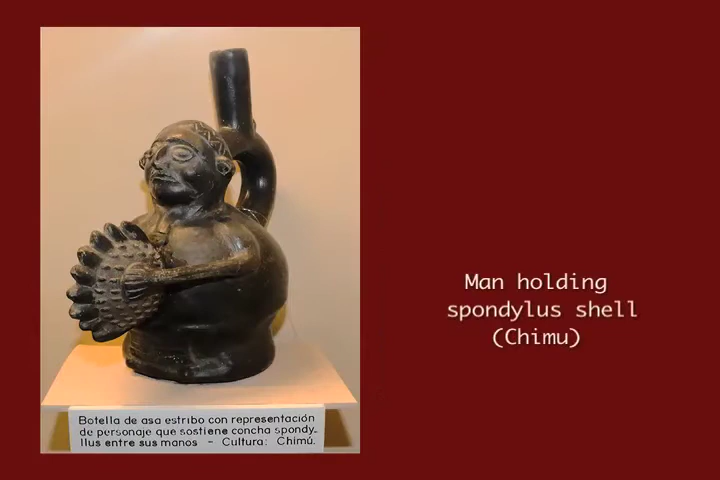 Botella de asa estribo con representación
de personaje que sostiene concha spondy-
llus entre sus manos - Cultura: Chimú.
Man holding
spondylus shell
(Chimu)